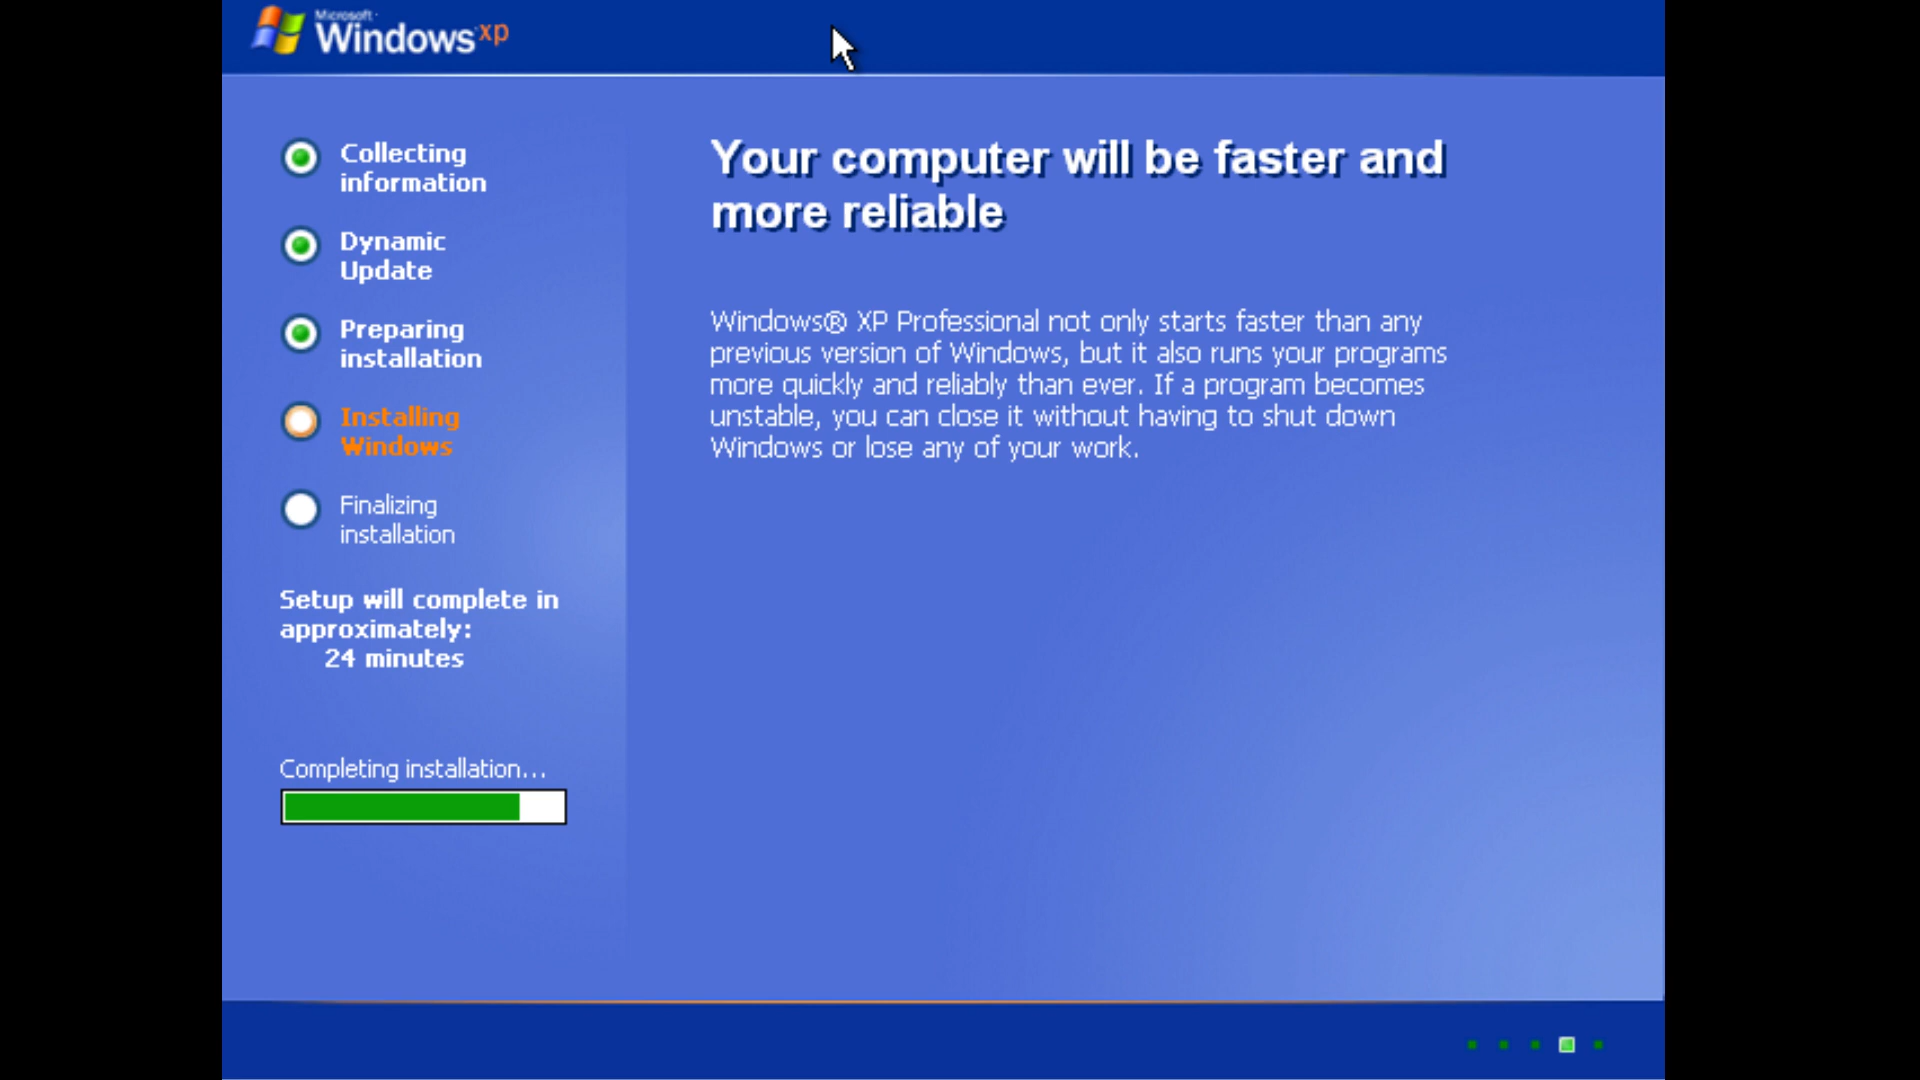 Microsoft
Windows xp
Collecting
information
Dynamic
Update
Preparing
installation
Installing
Windows
Finalizing
installation
Setup will complete in
approximately:
24 minutes
Completing installation...
Your computer will be faster and
more reliable
Windows® XP Professional not only starts faster than any
previous version of Windows, but it also runs your programs
more quickly and reliably than ever. If a program becomes
unstable, you can close it without having to shut down
Windows or lose any of your work.